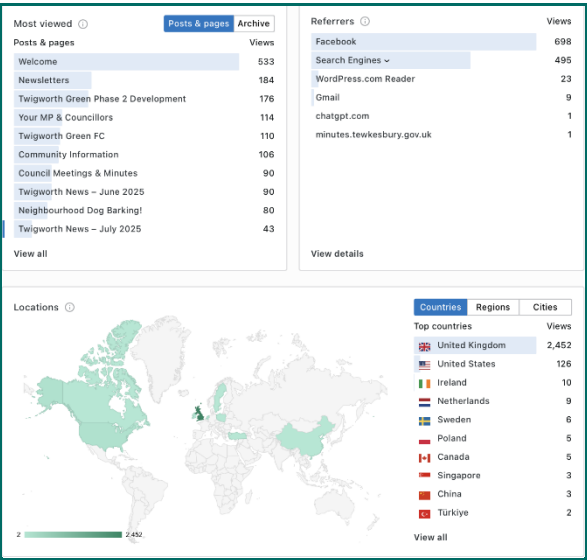 Most viewed
Posts & pages Archive
Posts & pages Views
Welcome 533
Newsletters 184
Twigworth Green Phase 2 Development 176
Your MP & Councillors 114
Twigworth Green FC 110
Community Information 106
Council Meetings & Minutes 90
Twigworth News – June 2025 90
Neighbourhood Dog Barking! 80
Twigworth News – July 2025 43
View all
Referrers Views
Facebook 698
Search Engines 495
WordPress.com Reader 23
Gmail 9
chatgpt.com 1
minutes.tewkesbury.gov.uk 1
View details
Locations
2 2,452
Countries Regions Cities
Top countries Views
United Kingdom 2,452
United States 126
Ireland 10
Netherlands 9
Sweden 6
Poland 5
Canada 5
Singapore 3
China 3
Türkiye 2
View all